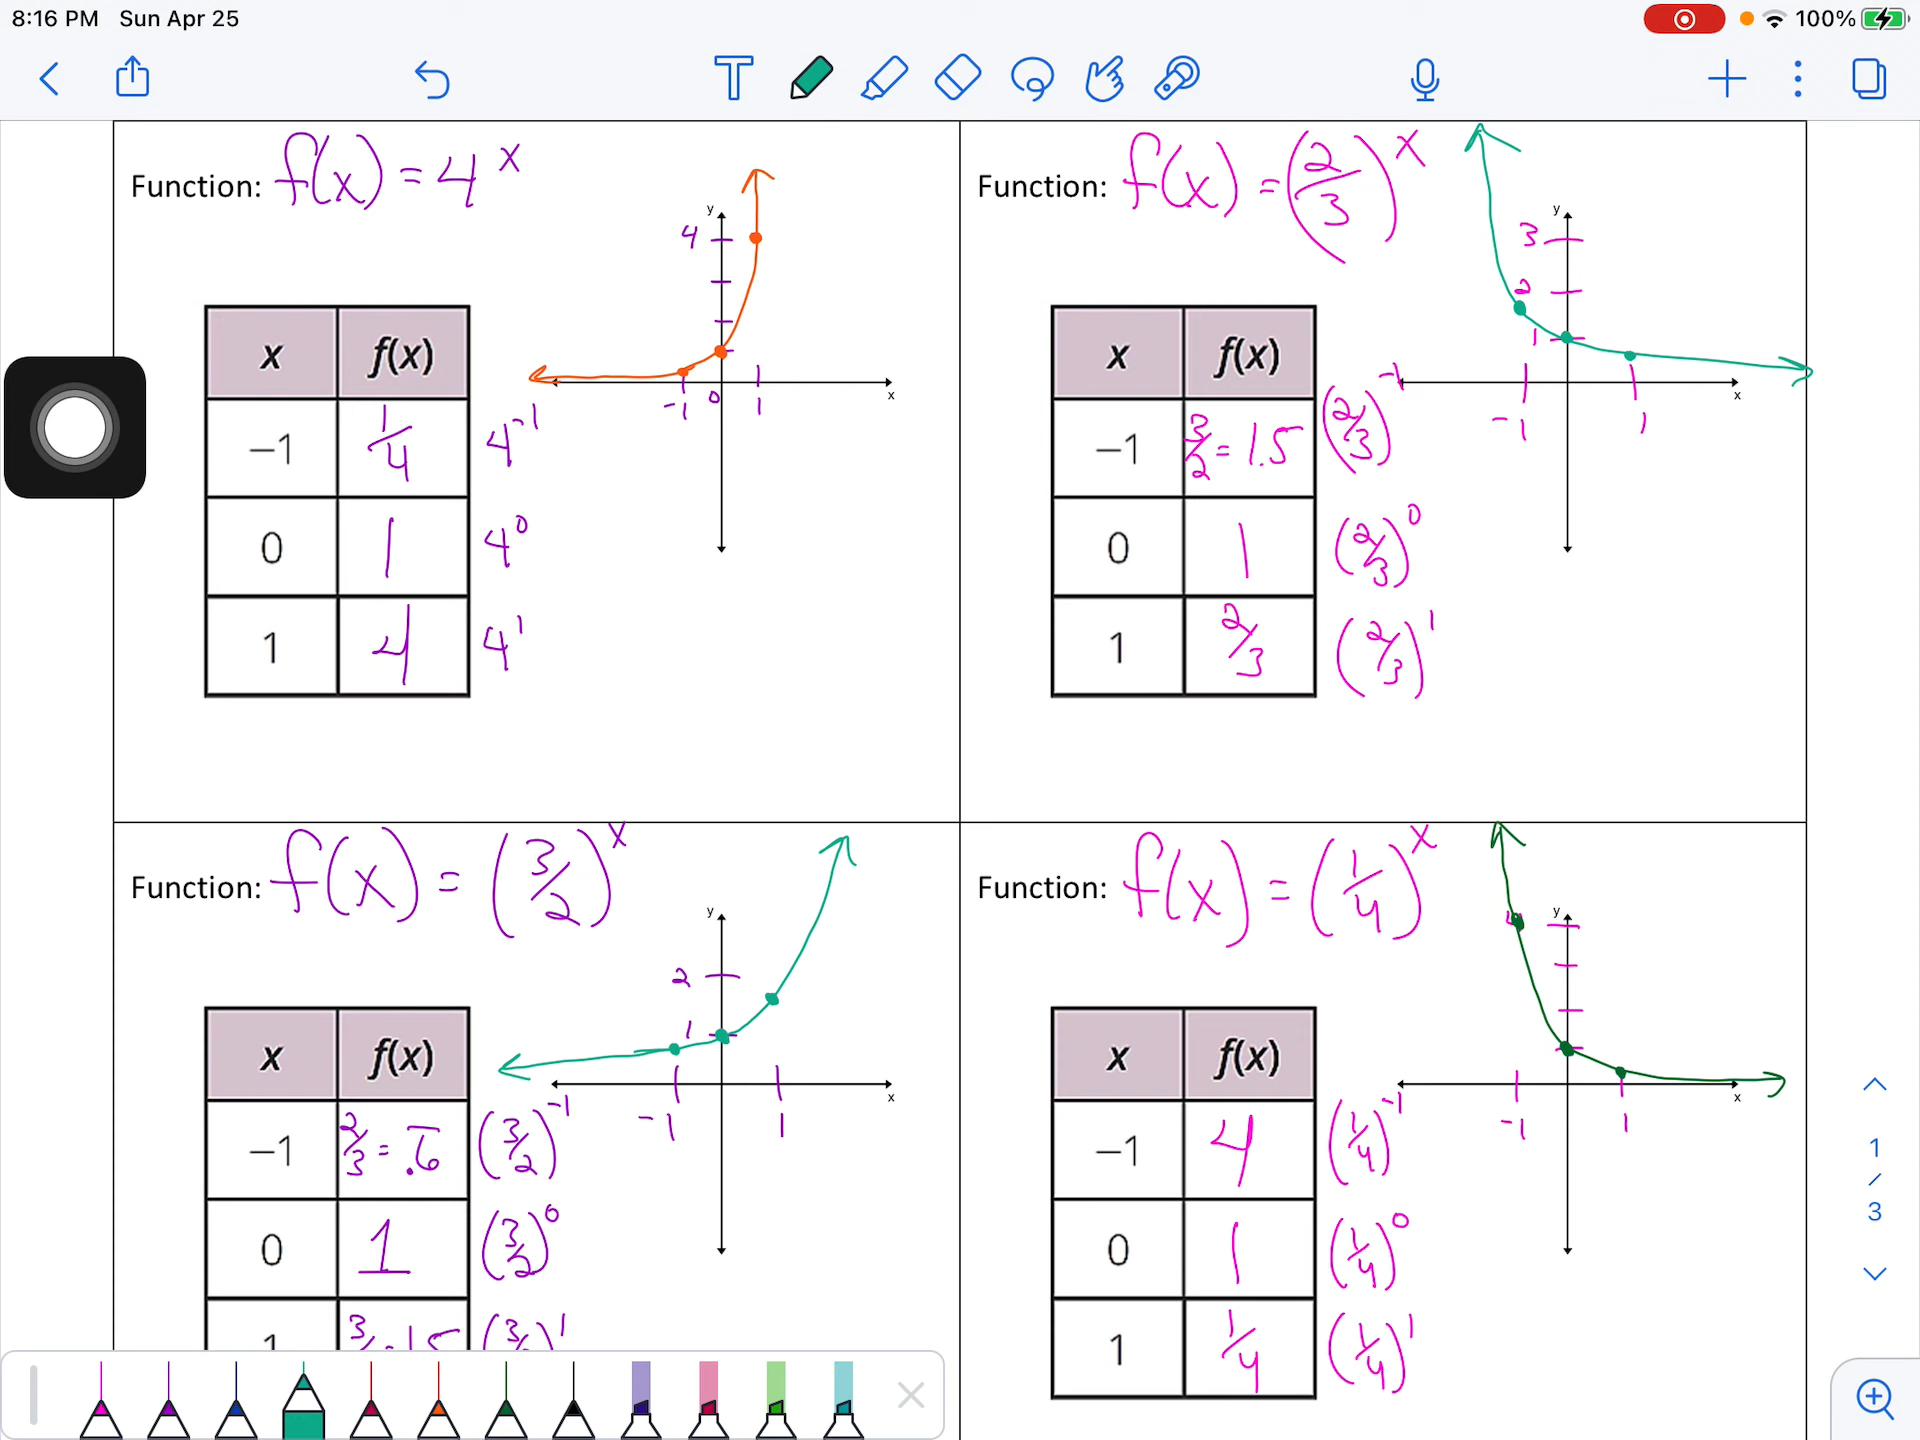 8:16 PM Sun Apr 25
100%
Function: f(x) = 4^x
y
4
x
-1 0 1
x f(x)
−1 1/4 4^-1
0 1 4^0
1 4 4^1
Function: f(x) = (2/3)^x
y
3
2
1
x
-1 1
x f(x)
−1 3/2 = 1.5 (2/3)^-1
0 1 (2/3)^0
1 2/3 (2/3)^1
Function: f(x) = (3/2)^x
y
2
1
x
-1 1
x f(x)
−1 2/3 = .6̅ (3/2)^-1
0 1 (3/2)^0
1
Function: f(x) = (1/4)^x
y
4
x
-1 1
x f(x)
−1 4 (1/4)^-1
0 1 (1/4)^0
1 1/4 (1/4)^1
1
/
3